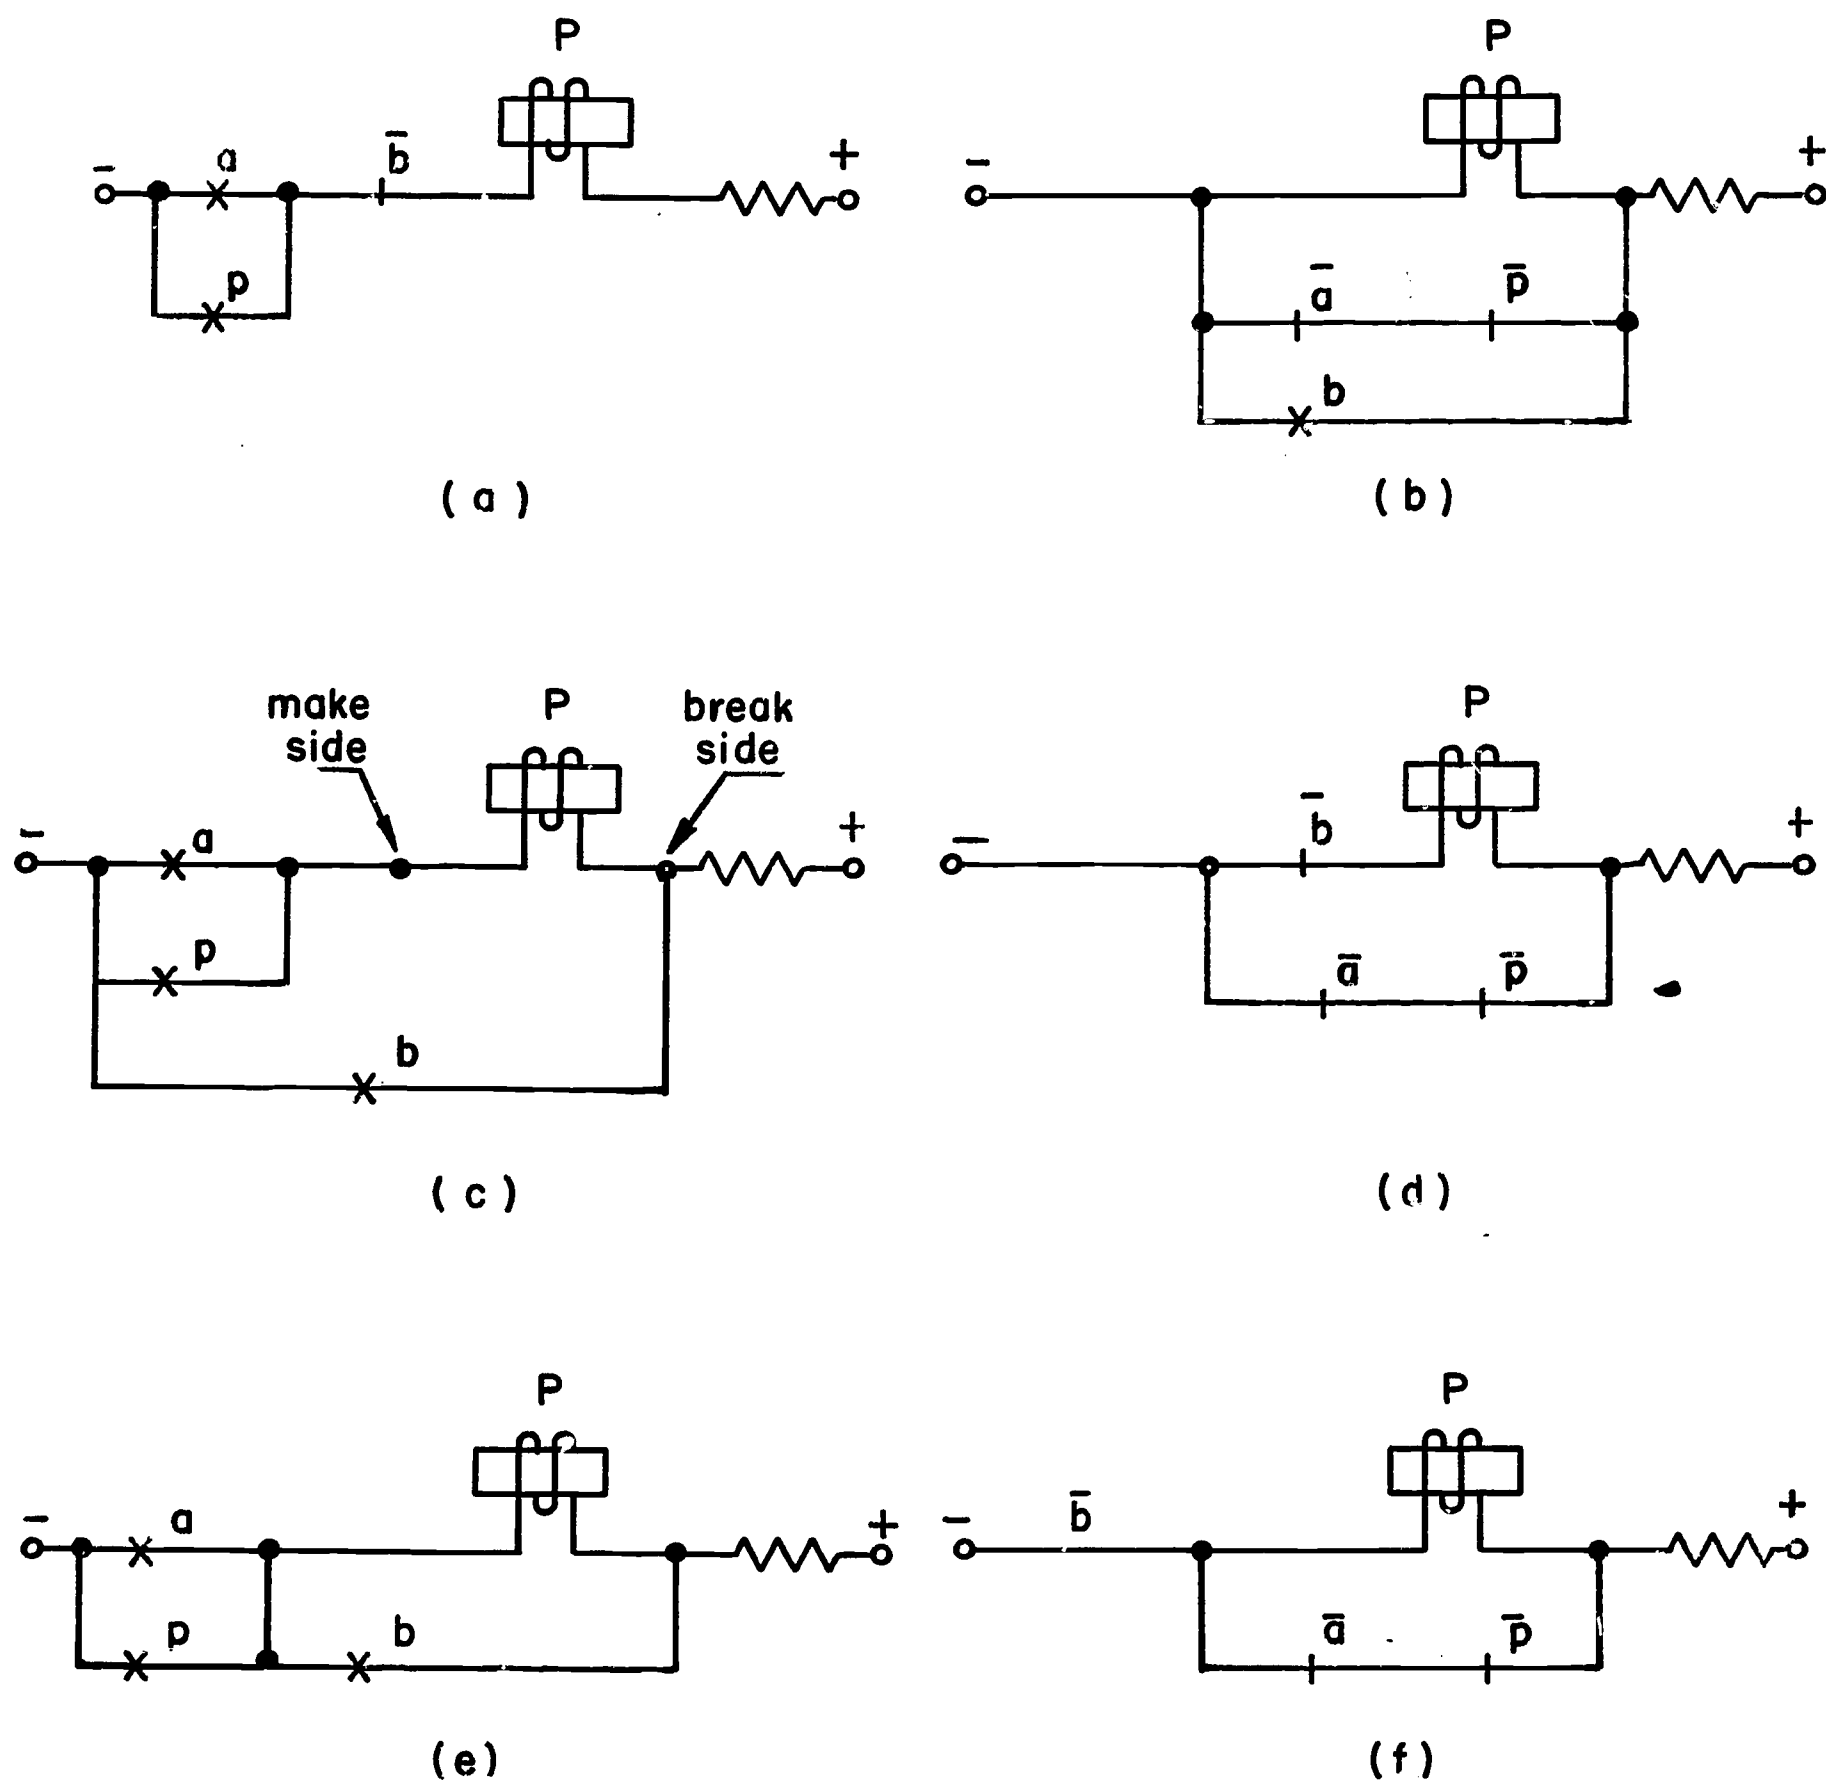 P
− a b̅ +
p
(a)
P
− +
a̅ p̅
b
(b)
make side P break side
− a +
p
b
(c)
P
− b̅ +
a̅ p̅
(d)
P
− a +
p b
(e)
P
− b̅ +
a̅ p̅
(f)